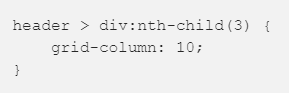 header > div:nth-child(3) {
    grid-column: 10;
}